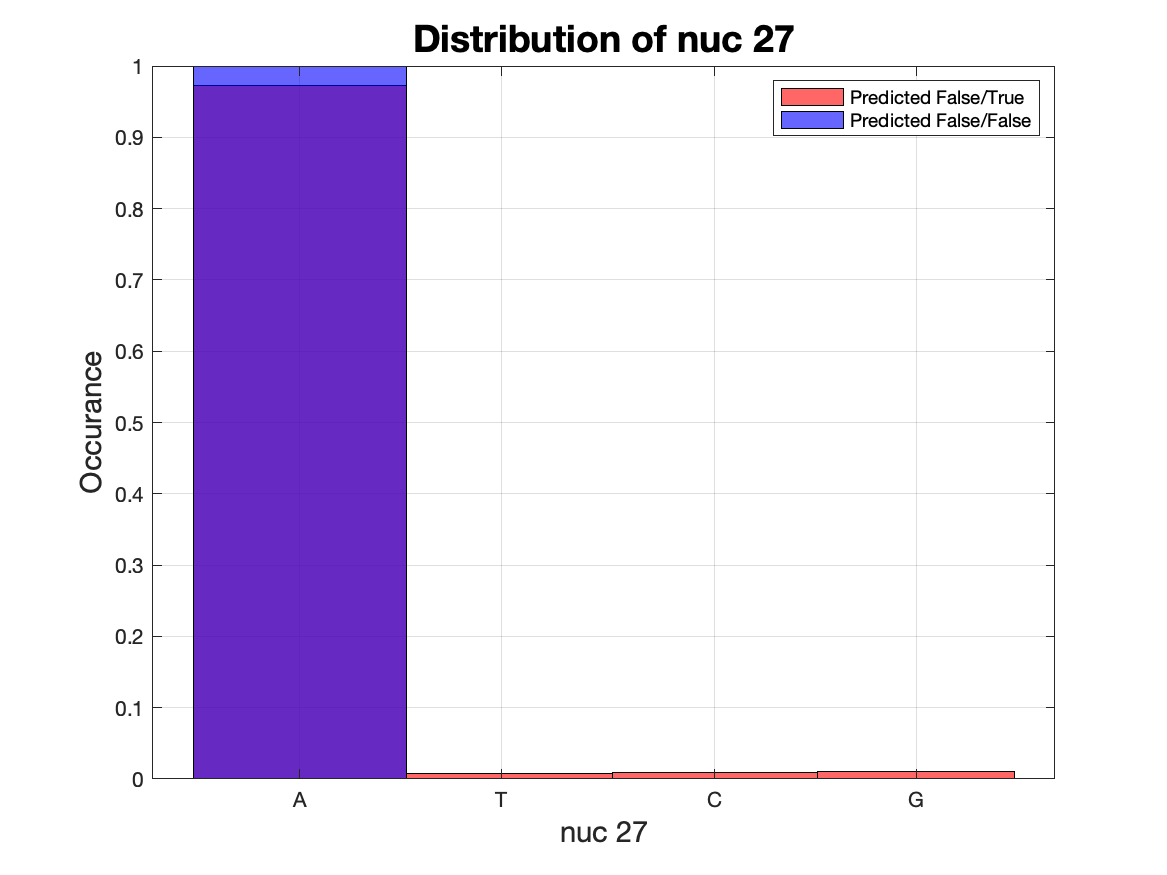 Distribution of nuc 27
Predicted False/True
Predicted False/False
Occurance
1
0.9
0.8
0.7
0.6
0.5
0.4
0.3
0.2
0.1
0
A T C G
nuc 27